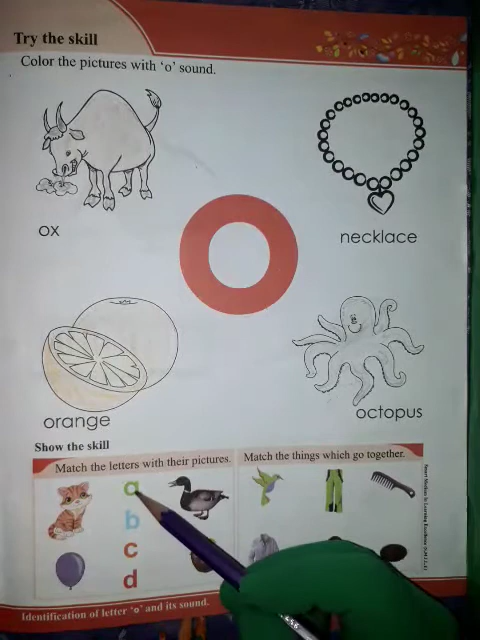 Try the skill
Color the pictures with ‘o’ sound.
ox
necklace
o
orange
octopus
Show the skill
Match the letters with their pictures.
Match the things which go together.
a
b
c
d
Identification of letter ‘o’ and its sound.